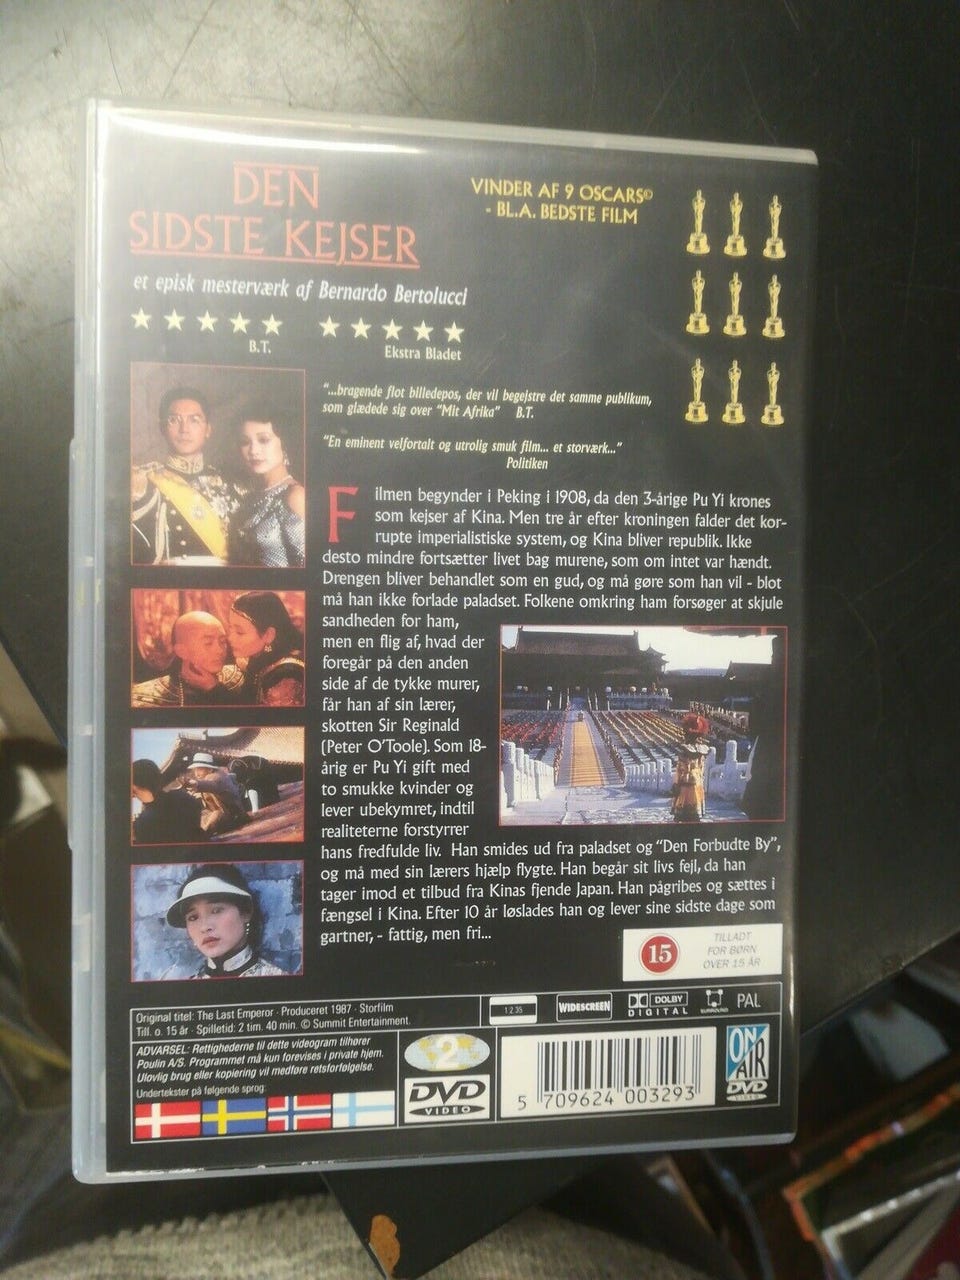 DEN
SIDSTE KEJSER
et episk mesterværk af Bernardo Bertolucci
B.T.
Ekstra Bladet
VINDER AF 9 OSCARS©
- BL.A. BEDSTE FILM
"...bragende flot billedepos, der vil begejstre det samme publikum,
som glædede sig over "Mit Afrika" B.T.
"En eminent velfortalt og utrolig smuk film... et storværk..."
Politiken
Filmen begynder i Peking i 1908, da den 3-årige Pu Yi krones
som kejser af Kina. Men tre år efter kroningen falder det kor-
rupte imperialistiske system, og Kina bliver republik. Ikke
desto mindre fortsætter livet bag murene, som om intet var hændt.
Drengen bliver behandlet som en gud, og må gøre som han vil - blot
må han ikke forlade paladset. Folkene omkring ham forsøger at skjule
sandheden for ham,
men en flig af, hvad der
foregår på den anden
side af de tykke murer,
får han af sin lærer,
skotten Sir Reginald
(Peter O'Toole). Som 18-
årig er Pu Yi gift med
to smukke kvinder og
lever ubekymret, indtil
realiteterne forstyrrer
hans fredfulde liv. Han smides ud fra paladset og "Den Forbudte By",
og må med sin lærers hjælp flygte. Han begår sit livs fejl, da han
tager imod et tilbud fra Kinas fjende Japan. Han pågribes og sættes i
fængsel i Kina. Efter 10 år løslades han og lever sine sidste dage som
gartner, - fattig, men fri...
15
TILLADT
FOR BØRN
OVER 15 ÅR
Original titel: The Last Emperor · Produceret 1987 · Storfilm
Till. o. 15 år · Spilletid: 2 tim. 40 min. © Summit Entertainment.
1:2.35
WIDESCREEN
DOLBY
DIGITAL
SURROUND
PAL
ADVARSEL: Rettighederne til dette videogram tilhører
Poulin A/S. Programmet må kun forevises i private hjem.
Ulovlig brug eller kopiering vil medføre retsforfølgelse.
Undertekster på følgende sprog:
2
DVD
VIDEO
5 709624 003293
ON
AIR
DVD
VIDEO